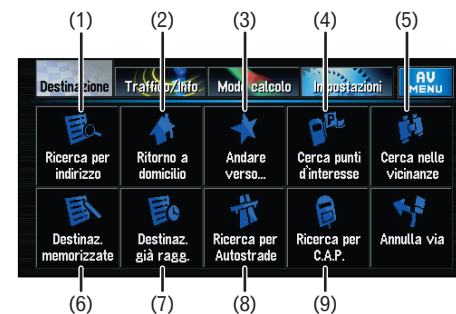 (1) (2) (3) (4) (5)
Destinazione Traffico/Info Modo calcolo Impostazioni AV MENU
Ricerca per indirizzo
Ritorno a domicilio
Andare verso...
Cerca punti d'interesse
Cerca nelle vicinanze
Destinaz. memorizzate
Destinaz. già ragg.
Ricerca per Autostrade
Ricerca per C.A.P.
Annulla via
(6) (7) (8) (9)